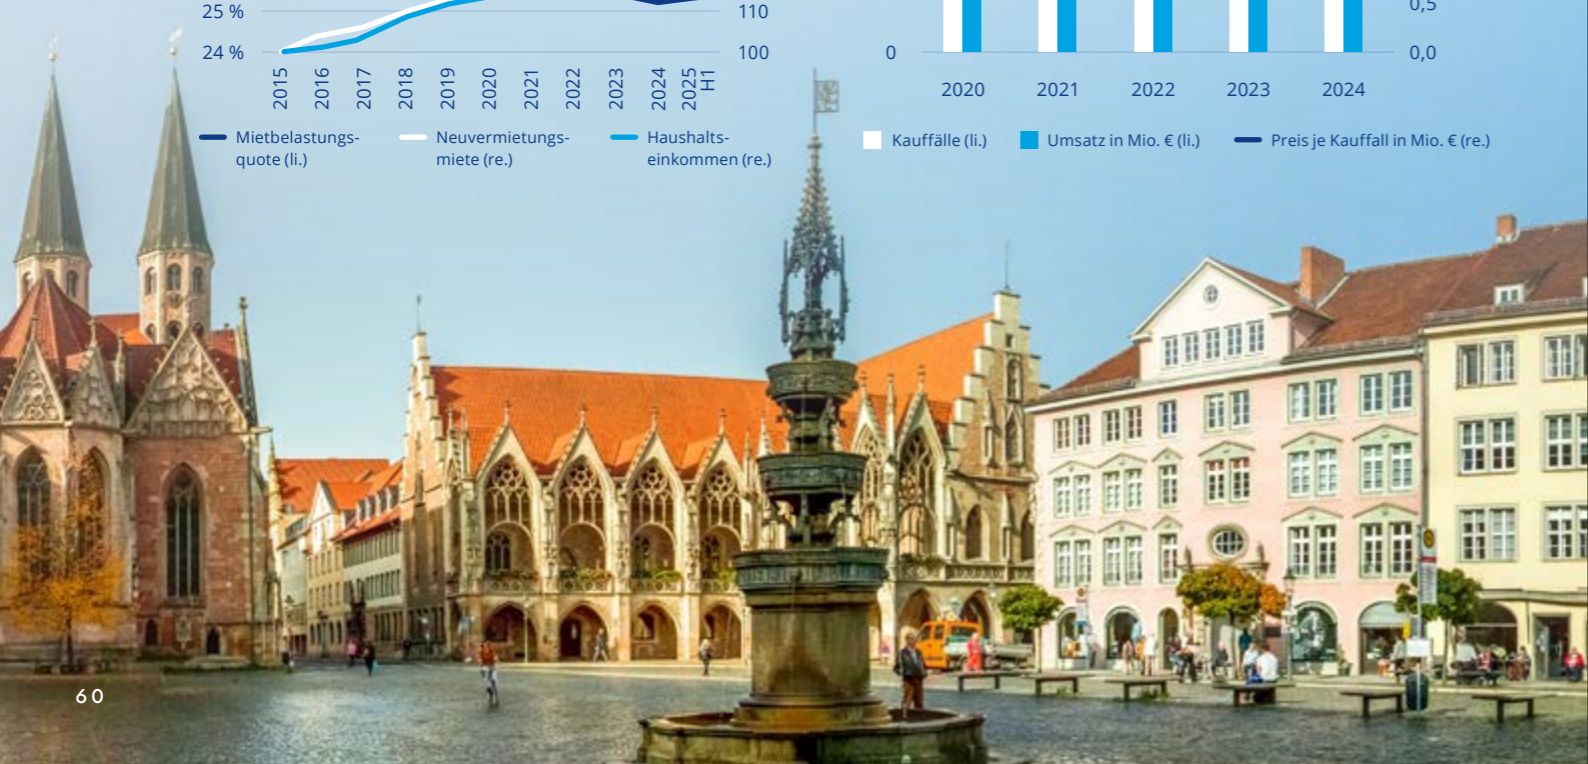 25 %
110
24 %
100
2015
2016
2017
2018
2019
2020
2021
2022
2023
2024
2025
H1
Mietbelastungs-
quote (li.)
Neuvermietungs-
miete (re.)
Haushalts-
einkommen (re.)
0,5
0
0,0
2020
2021
2022
2023
2024
Kauffälle (li.)
Umsatz in Mio. € (li.)
Preis je Kauffall in Mio. € (re.)
60